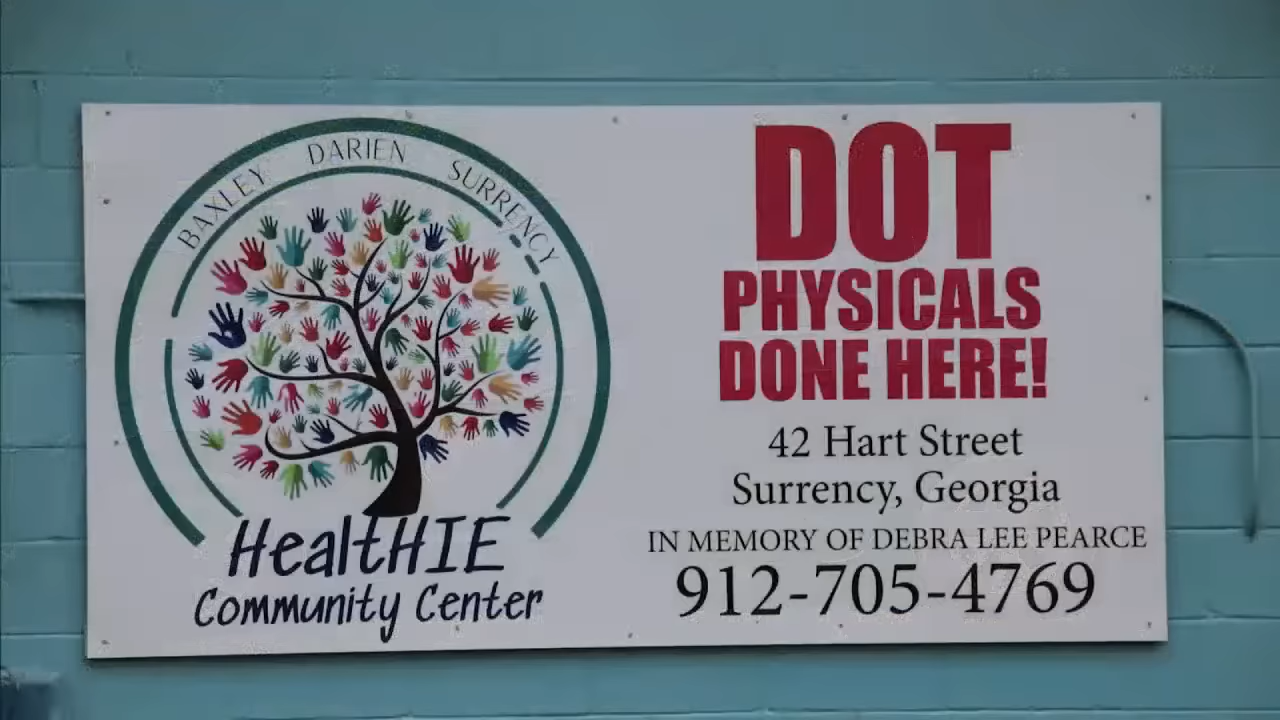 BAXLEY DARIEN SURRENCY
HealtHIE
Community Center
DOT
PHYSICALS
DONE HERE!
42 Hart Street
Surrency, Georgia
IN MEMORY OF DEBRA LEE PEARCE
912-705-4769